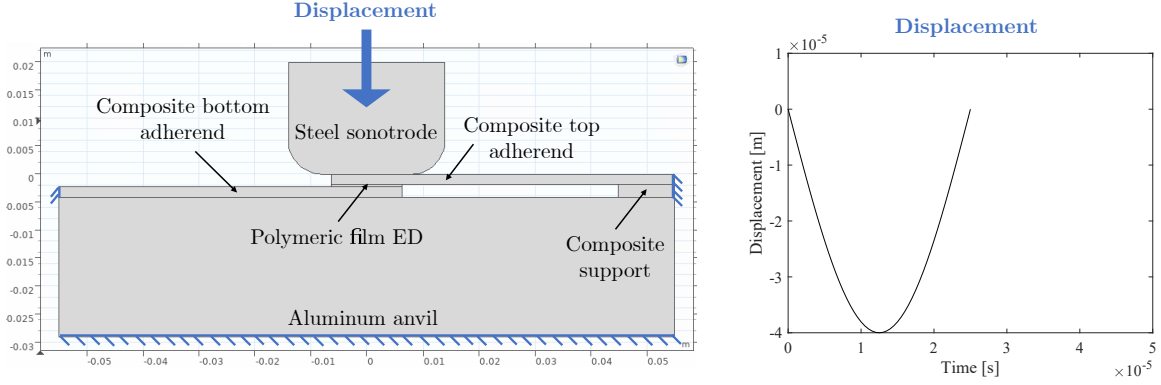 Displacement
m
0.02
0.015
0.01
0.005
0
-0.005
-0.01
-0.015
-0.02
-0.025
-0.03
Composite bottom
adherend
Steel sonotrode
Composite top
adherend
Polymeric film ED
Composite
support
Aluminum anvil
-0.05
-0.04
-0.03
-0.02
-0.01
0
0.01
0.02
0.03
0.04
0.05
m
Displacement
×10⁻⁵
1
0
-1
-2
-3
-4
Displacement [m]
0
1
2
3
4
5
Time [s]
×10⁻⁵